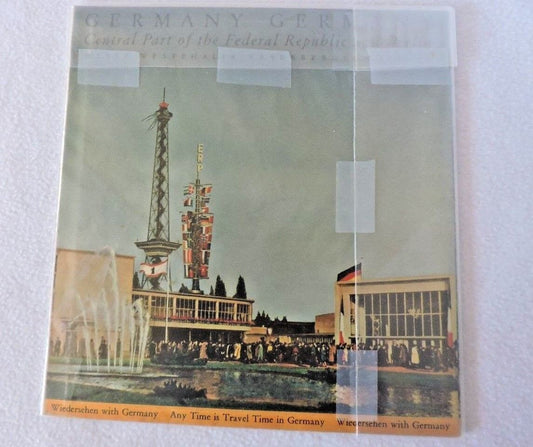 GERMANY GERM
Central Part of the Federal Republic
ERP
Wiedersehen with Germany Any Time is Travel Time in Germany Wiedersehen with Germany